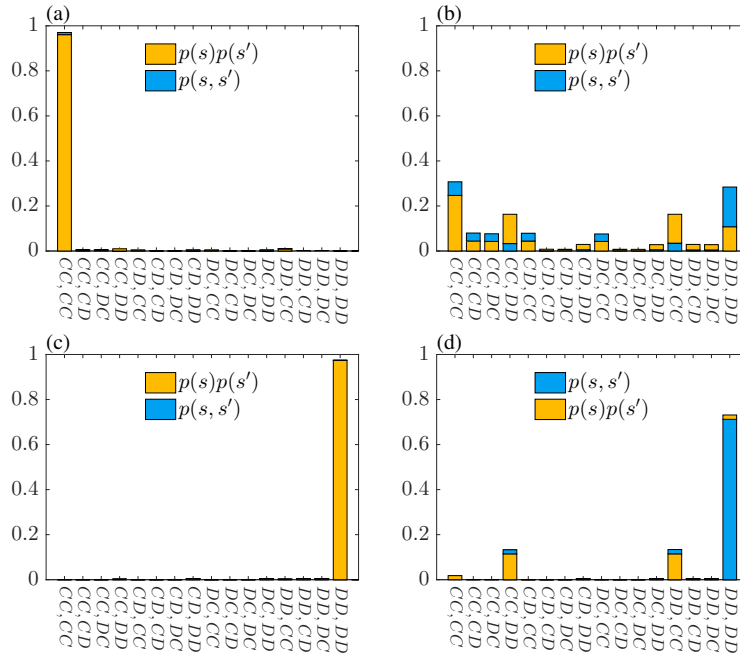 (a)
1
0.8
0.6
0.4
0.2
0
p(s)p(s′)
p(s, s′)
CC, CC
CC, CD
CC, DC
CC, DD
CD, CC
CD, CD
CD, DC
CD, DD
DC, CC
DC, CD
DC, DC
DC, DD
DD, CC
DD, CD
DD, DC
DD, DD
(b)
1
0.8
0.6
0.4
0.2
0
p(s)p(s′)
p(s, s′)
CC, CC
CC, CD
CC, DC
CC, DD
CD, CC
CD, CD
CD, DC
CD, DD
DC, CC
DC, CD
DC, DC
DC, DD
DD, CC
DD, CD
DD, DC
DD, DD
(c)
1
0.8
0.6
0.4
0.2
0
p(s)p(s′)
p(s, s′)
CC, CC
CC, CD
CC, DC
CC, DD
CD, CC
CD, CD
CD, DC
CD, DD
DC, CC
DC, CD
DC, DC
DC, DD
DD, CC
DD, CD
DD, DC
DD, DD
(d)
1
0.8
0.6
0.4
0.2
0
p(s, s′)
p(s)p(s′)
CC, CC
CC, CD
CC, DC
CC, DD
CD, CC
CD, CD
CD, DC
CD, DD
DC, CC
DC, CD
DC, DC
DC, DD
DD, CC
DD, CD
DD, DC
DD, DD